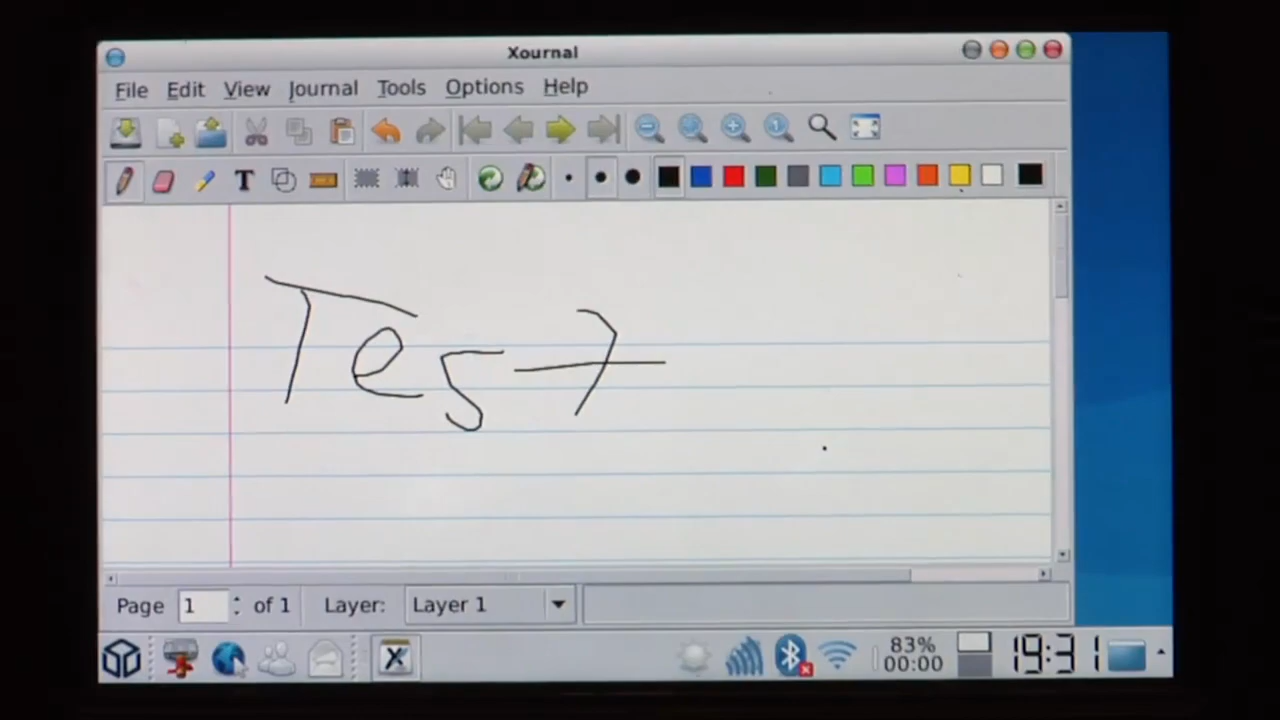 Xournal
File Edit View Journal Tools Options Help
T
Test
Page 1 of 1 Layer: Layer 1
X 83% 19:31
00:00